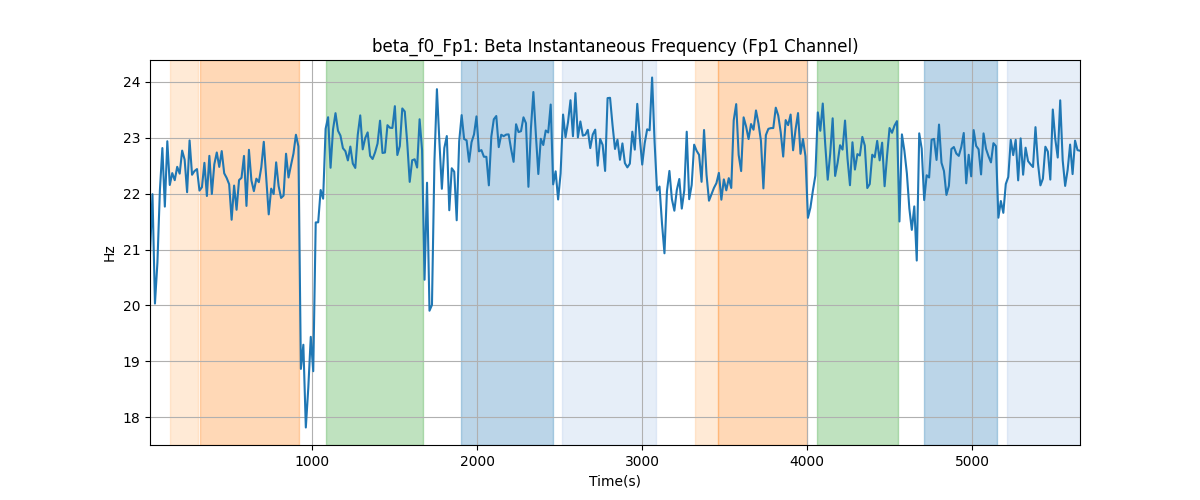 beta_f0_Fp1: Beta Instantaneous Frequency (Fp1 Channel)
Hz
24
23
22
21
20
19
18
1000 2000 3000 4000 5000
Time(s)